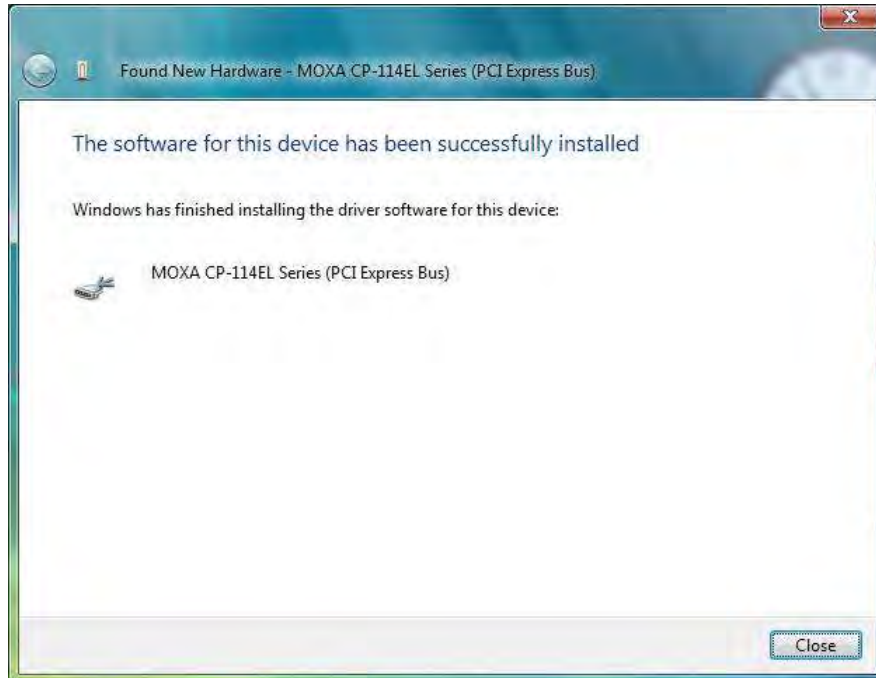 Found New Hardware - MOXA CP-114EL Series (PCI Express Bus)
The software for this device has been successfully installed
Windows has finished installing the driver software for this device:
MOXA CP-114EL Series (PCI Express Bus)
Close